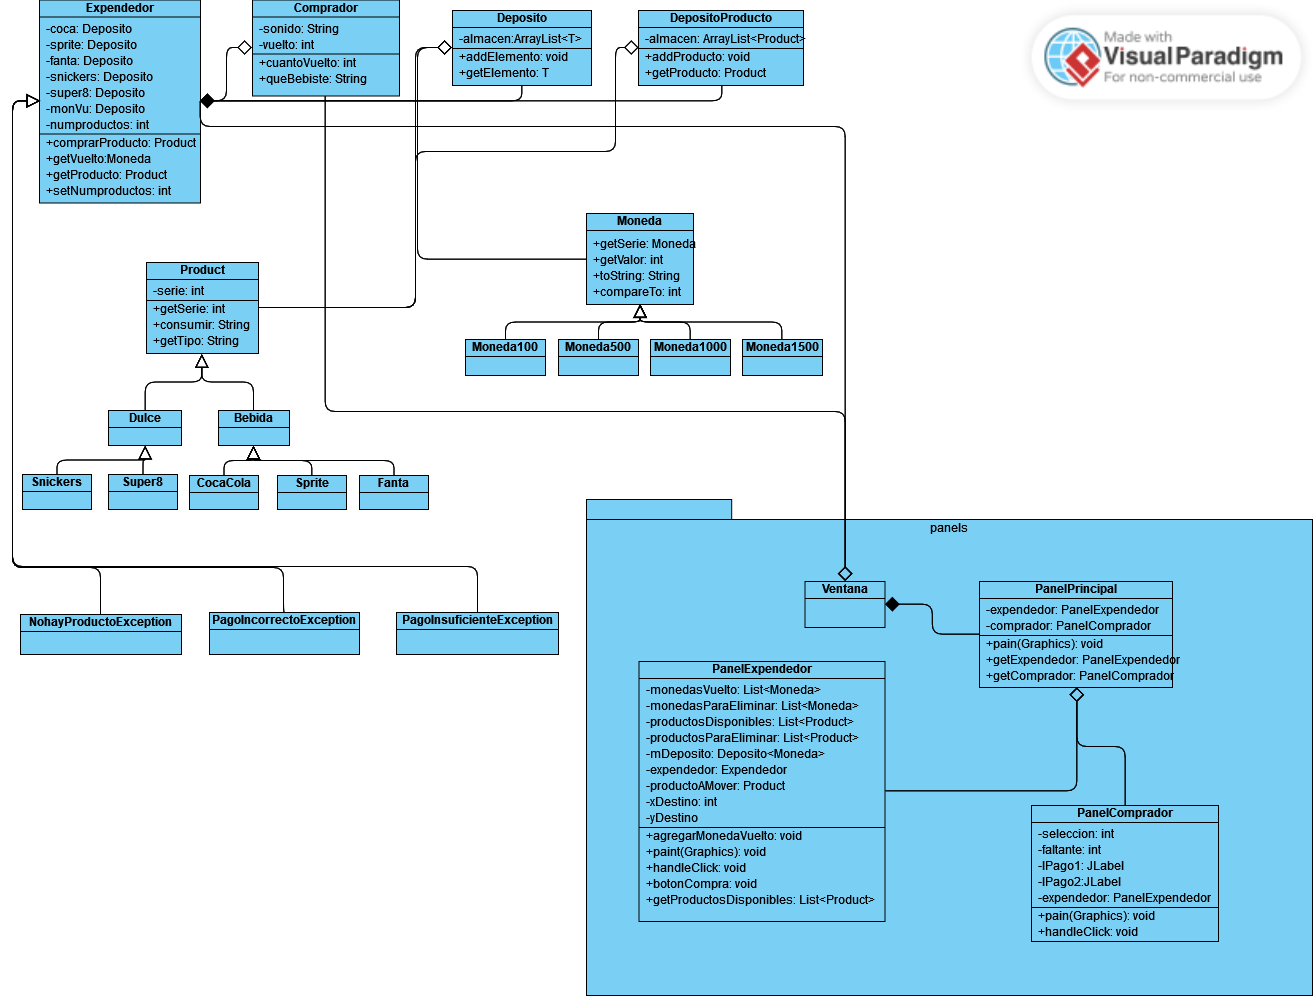 Expendedor
-coca: Deposito
-sprite: Deposito
-fanta: Deposito
-snickers: Deposito
-super8: Deposito
-monVu: Deposito
-numproductos: int
+comprarProducto: Product
+getVuelto:Moneda
+getProducto: Product
+setNumproductos: int
Comprador
-sonido: String
-vuelto: int
+cuantoVuelto: int
+queBebiste: String
Deposito
-almacen:ArrayList<T>
+addElemento: void
+getElemento: T
DepositoProducto
-almacen: ArrayList<Product>
+addProducto: void
+getProducto: Product
Made with
Visual Paradigm
For non-commercial use
Moneda
+getSerie: Moneda
+getValor: int
+toString: String
+compareTo: int
Product
-serie: int
+getSerie: int
+consumir: String
+getTipo: String
Moneda100
Moneda500
Moneda1000
Moneda1500
Dulce
Bebida
Snickers
Super8
CocaCola
Sprite
Fanta
NohayProductoException
PagoIncorrectoException
PagoInsuficienteException
panels
Ventana
PanelPrincipal
-expendedor: PanelExpendedor
-comprador: PanelComprador
+pain(Graphics): void
+getExpendedor: PanelExpendedor
+getComprador: PanelComprador
PanelExpendedor
-monedasVuelto: List<Moneda>
-monedasParaEliminar: List<Moneda>
-productosDisponibles: List<Product>
-productosParaEliminar: List<Product>
-mDeposito: Deposito<Moneda>
-expendedor: Expendedor
-productoAMover: Product
-xDestino: int
-yDestino
+agregarMonedaVuelto: void
+paint(Graphics): void
+handleClick: void
+botonCompra: void
+getProductosDisponibles: List<Product>
PanelComprador
-seleccion: int
-faltante: int
-lPago1: JLabel
-lPago2:JLabel
-expendedor: PanelExpendedor
+pain(Graphics): void
+handleClick: void